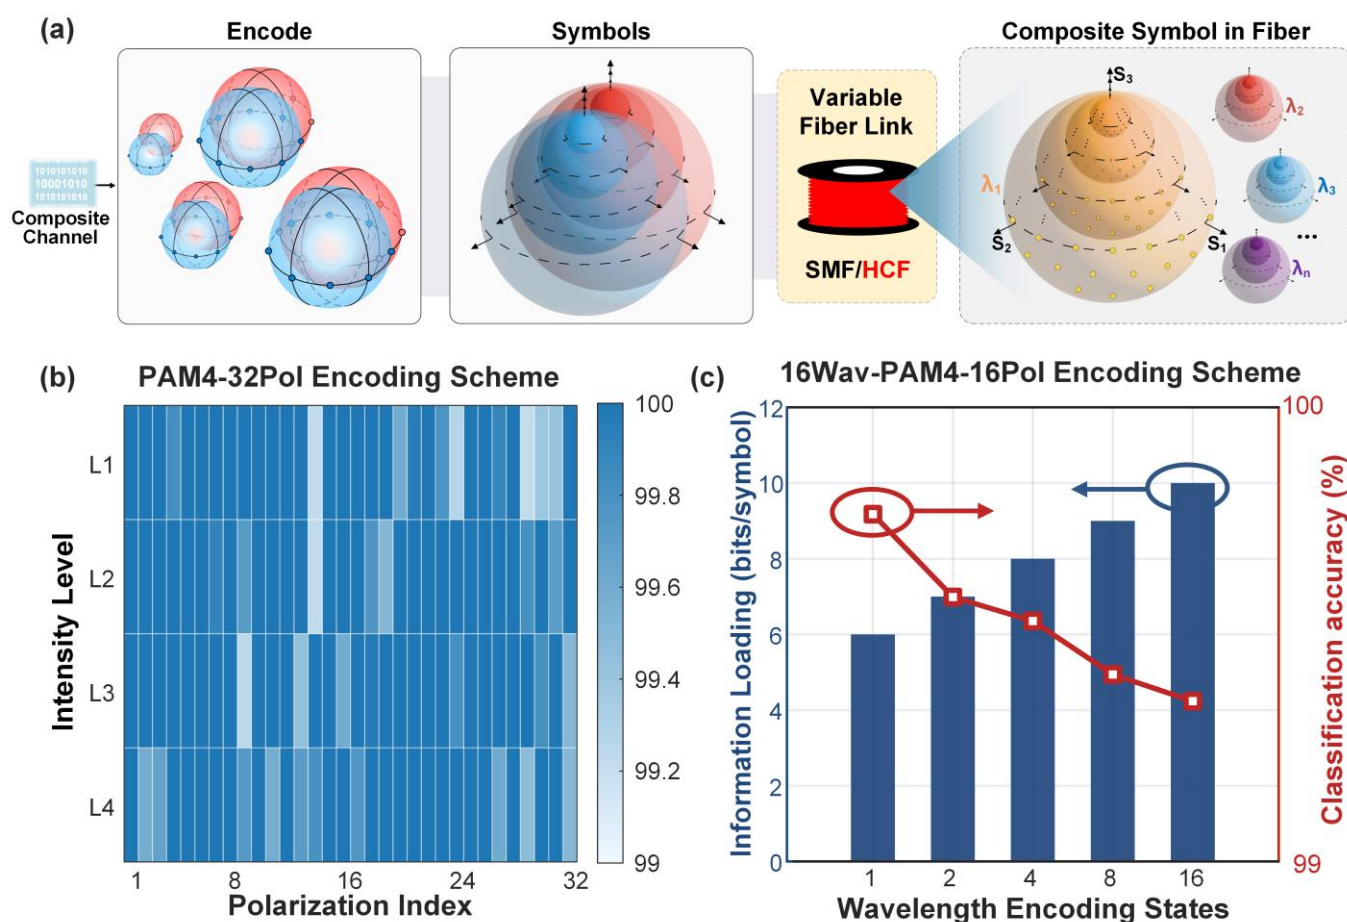 (a)
Encode
Symbols
Composite Symbol in Fiber
1010101010
10001010
1010101010
Composite
Channel
Variable
Fiber Link
SMF/HCF
S3
λ1
S2
S1
λ2
λ3
...
λn
(b)
PAM4-32Pol Encoding Scheme
Intensity Level
L1
L2
L3
L4
1
8
16
24
32
Polarization Index
100
99.8
99.6
99.4
99.2
99
(c)
16Wav-PAM4-16Pol Encoding Scheme
Information Loading (bits/symbol)
12
10
8
6
4
2
0
1
2
4
8
16
Wavelength Encoding States
100
99
Classification accuracy (%)